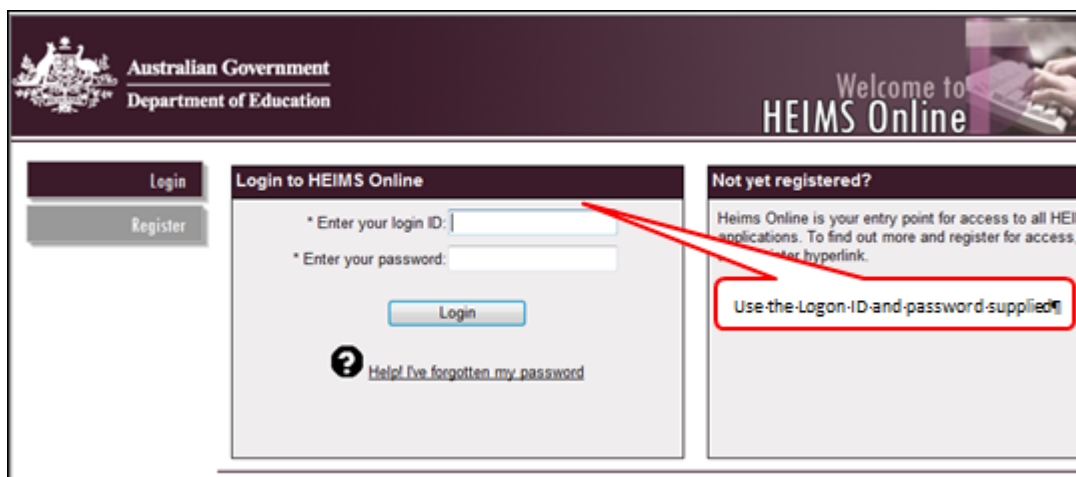 Australian Government
Department of Education
Welcome to
HEIMS Online
Login
Register
Login to HEIMS Online
* Enter your login ID:
* Enter your password:
Login
Help! I've forgotten my password
Not yet registered?
Heims Online is your entry point for access to all
applications. To find out more and register for access,
hyperlink.
Use·the·Logon·ID·and·password·supplied¶